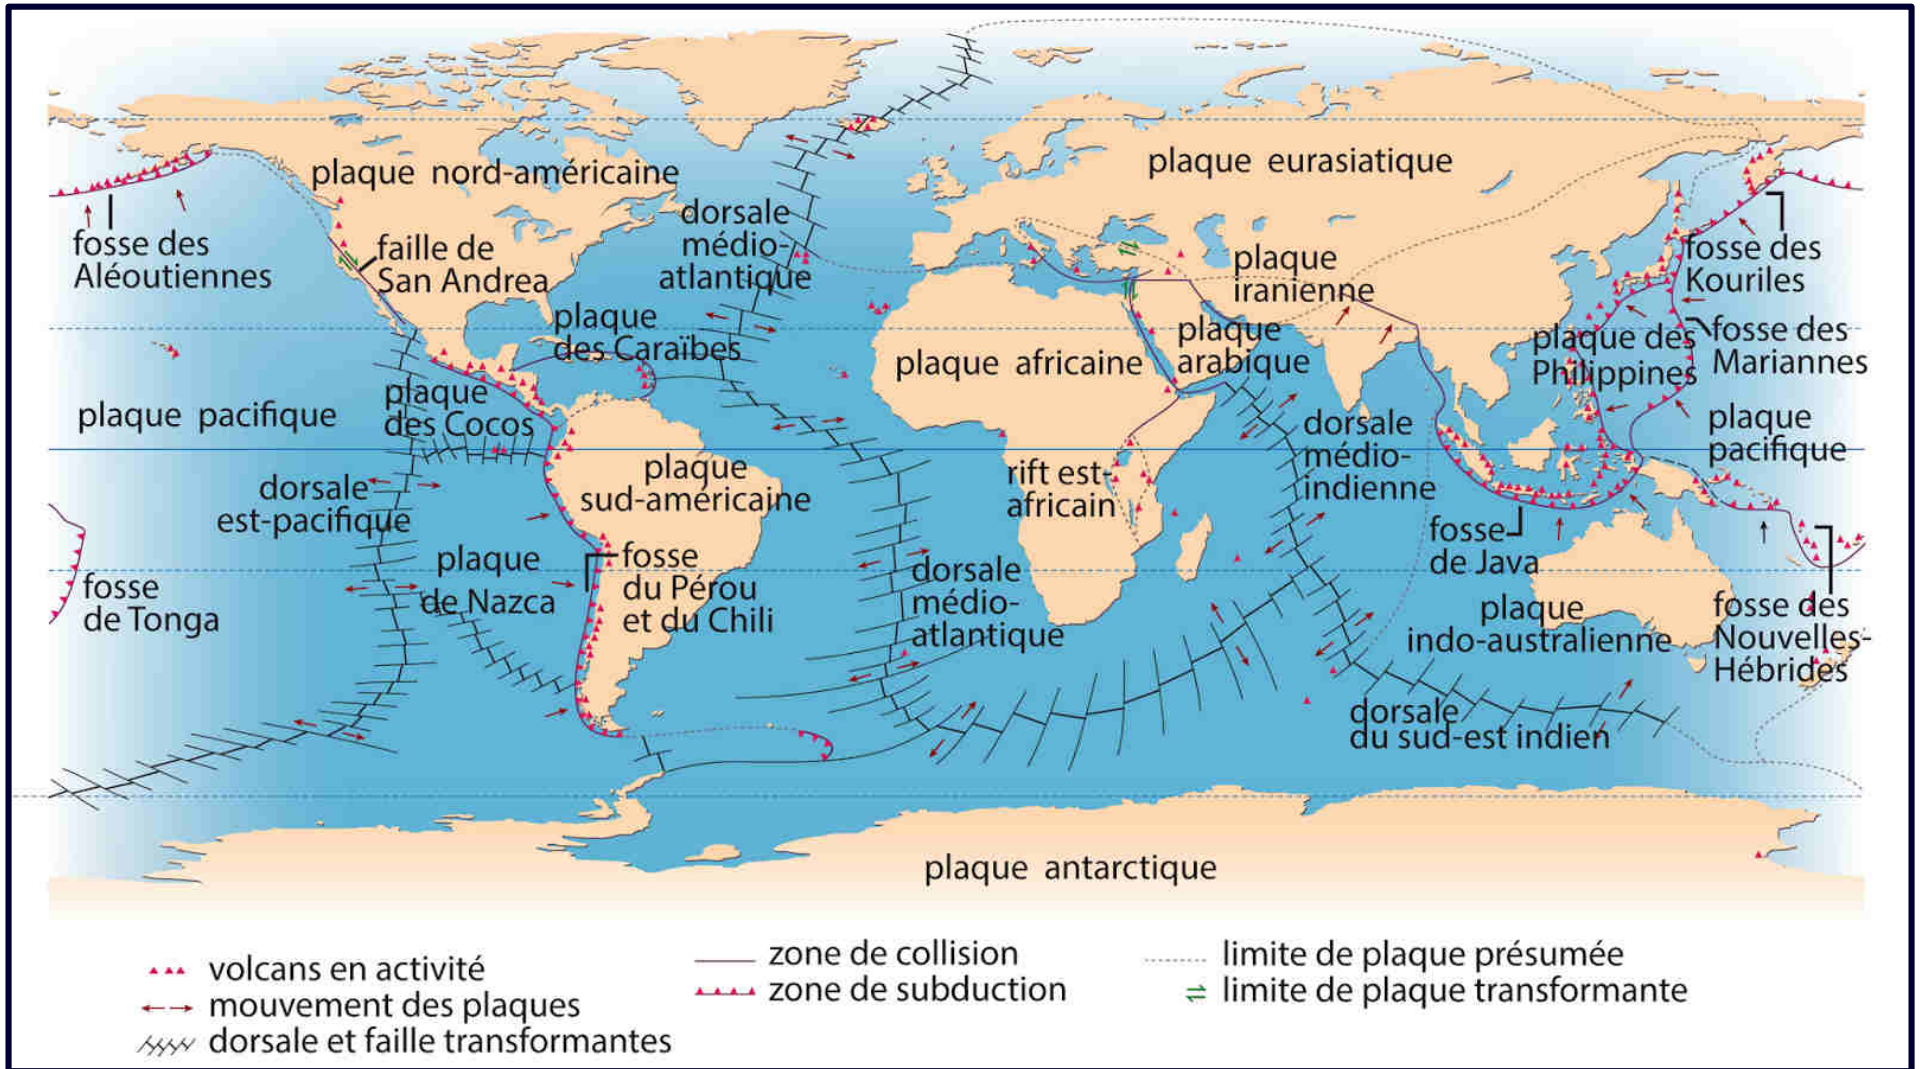 plaque nord-américaine
plaque eurasiatique
fosse des
Aléoutiennes
faille de
San Andrea
dorsale
médio-
atlantique
plaque
iranienne
fosse des
Kouriles
plaque
des Caraïbes
plaque africaine
plaque
arabique
plaque des
Philippines
fosse des
Mariannes
plaque pacifique
plaque
des Cocos
plaque
pacifique
dorsale
est-pacifique
plaque
sud-américaine
rift est-
africain
dorsale
médio-
indienne
fosse
de Java
fosse
de Tonga
plaque
de Nazca
fosse
du Pérou
et du Chili
dorsale
médio-
atlantique
plaque
indo-australienne
fosse des
Nouvelles-
Hébrides
dorsale
du sud-est indien
plaque antarctique
volcans en activité
mouvement des plaques
dorsale et faille transformantes
zone de collision
zone de subduction
limite de plaque présumée
limite de plaque transformante